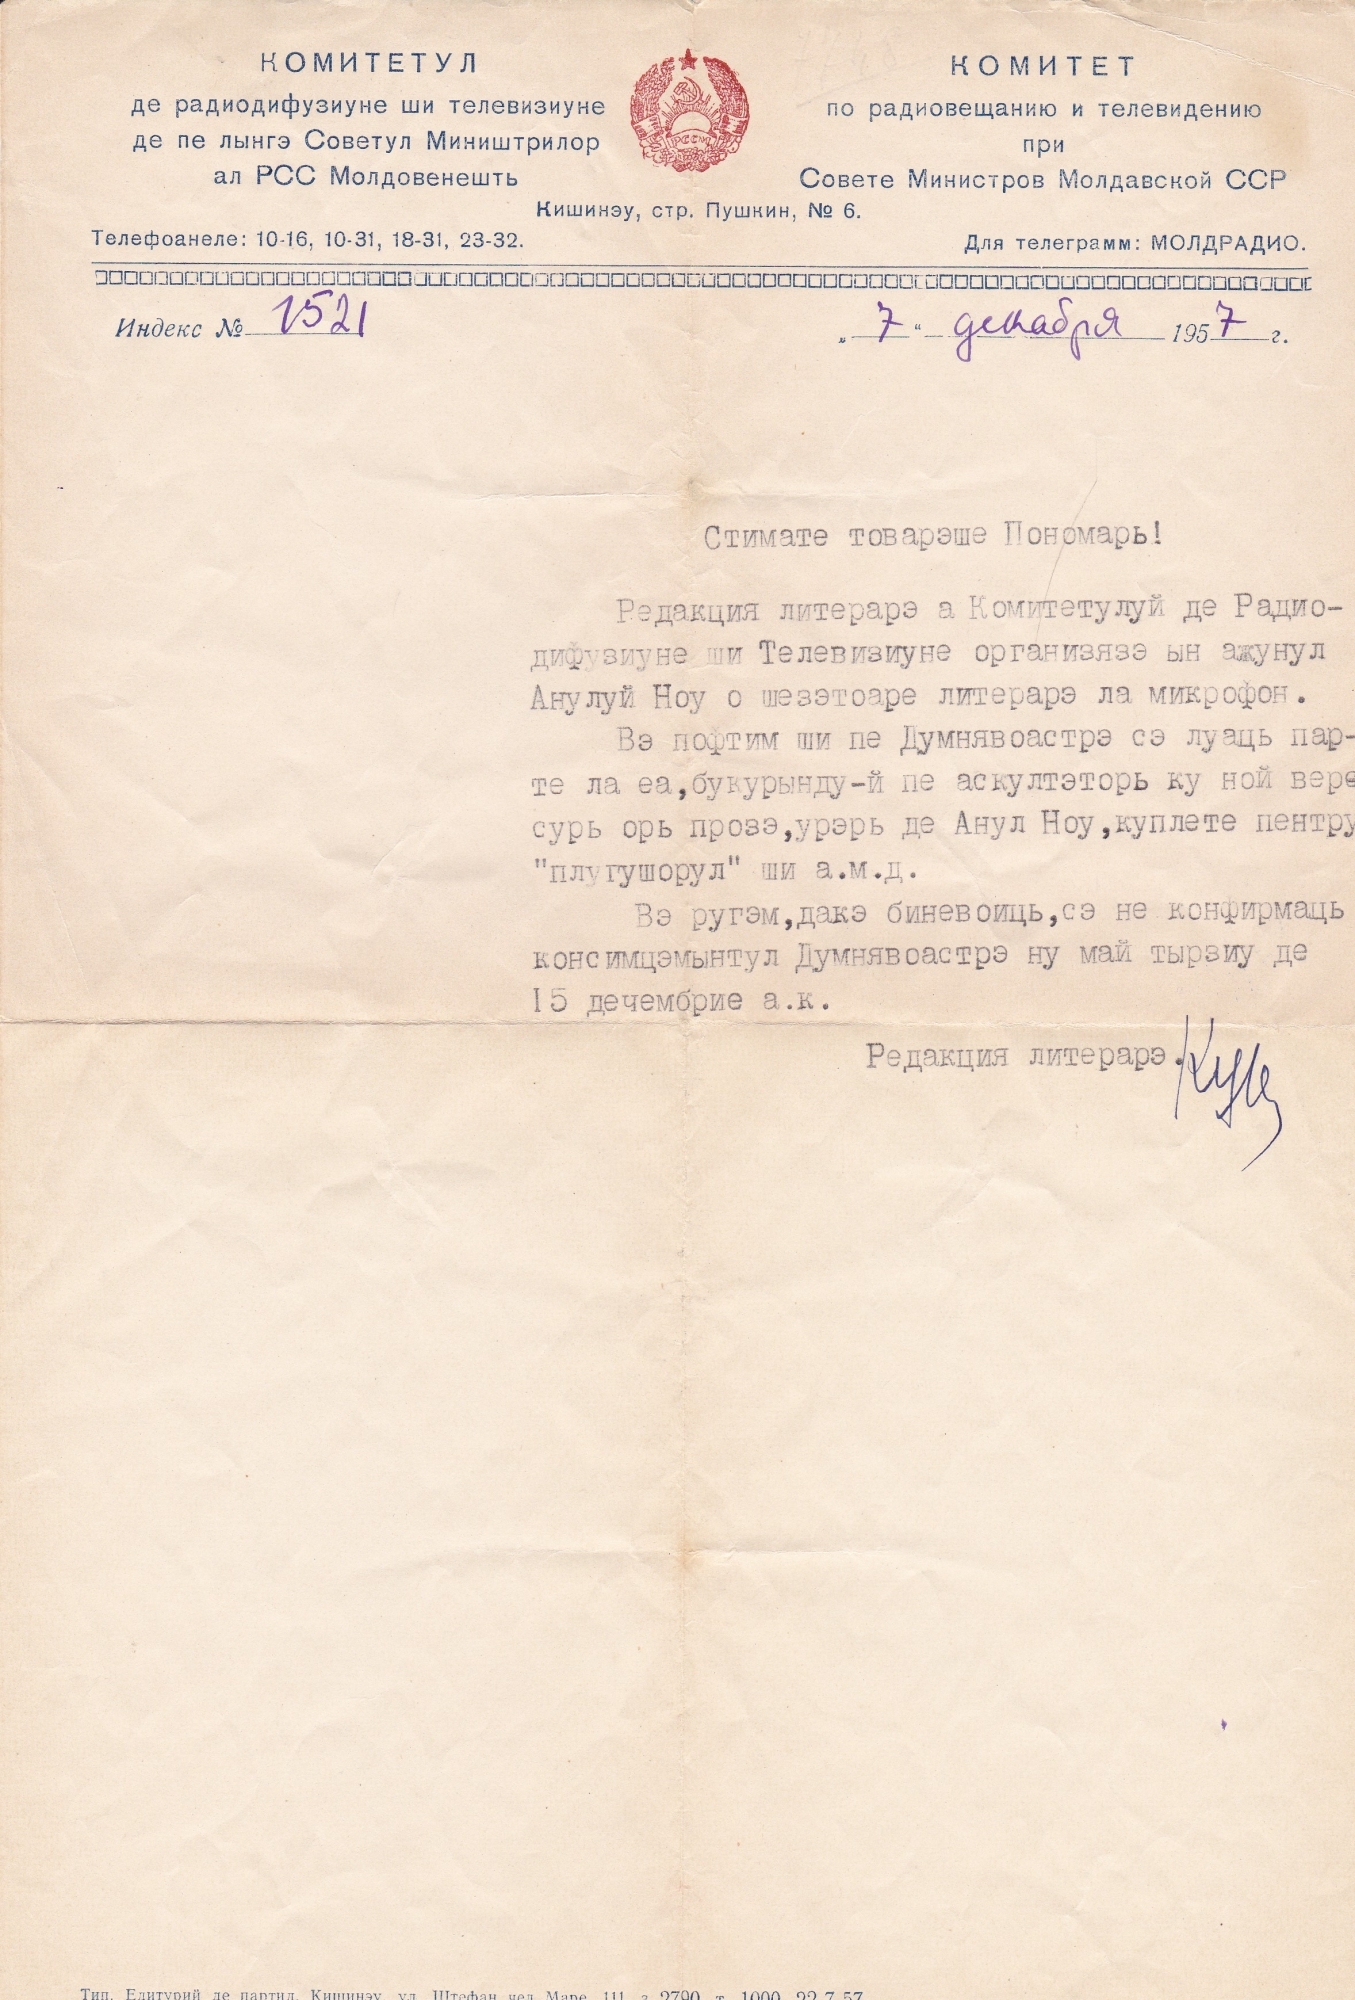 КОМИТЕТУЛ
де радиодифузиуне ши телевизиуне
де пе лынгэ Советул Миништрилор
ал РСС Молдовенешть
КОМИТЕТ
по радиовещанию и телевидению
при
Совете Министров Молдавской ССР
Кишинэу, стр. Пушкин, № 6.
Телефоанеле: 10-16, 10-31, 18-31, 23-32.
Для телеграмм: МОЛДРАДИО.
Индекс № 1521
„ 7 “ декабря 1957 г.
Стимате товарэше Пономарь!
Редакция литерарэ а Комитетулуй де Радио-
дифузиуне ши Телевизиуне организязэ ын ажунул
Анулуй Ноу о шезэтоаре литерарэ ла микрофон.
Вэ пофтим ши пе Думнявоастрэ сэ луаць пар-
те ла еа,букурынду-й пе аскултэторь ку ной вере
сурь орь прозэ,урэрь де Анул Ноу,куплете пентру
"плугушорул" ши а.м.д.
Вэ ругэм,дакэ биневоиць,сэ не конфирмаць
консимцэмынтул Думнявоастрэ ну май тырзиу де
15 дечембрие а.к.
Редакция литерарэ.
Тип. Едитурий де партид, Кишинэу, ул. Штефан чел Маре, 111, з. 2790, т. 1000. 22-7-57